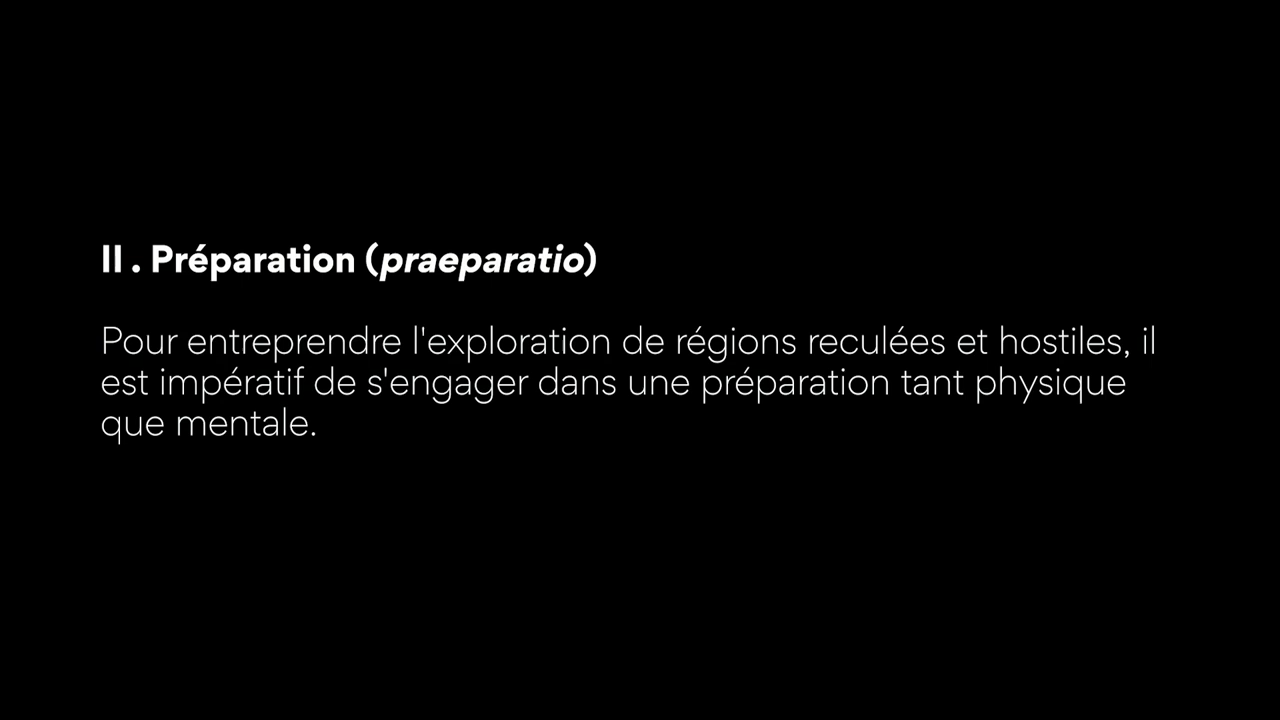 II . Préparation (praeparatio)
Pour entreprendre l'exploration de régions reculées et hostiles, il
est impératif de s'engager dans une préparation tant physique
que mentale.